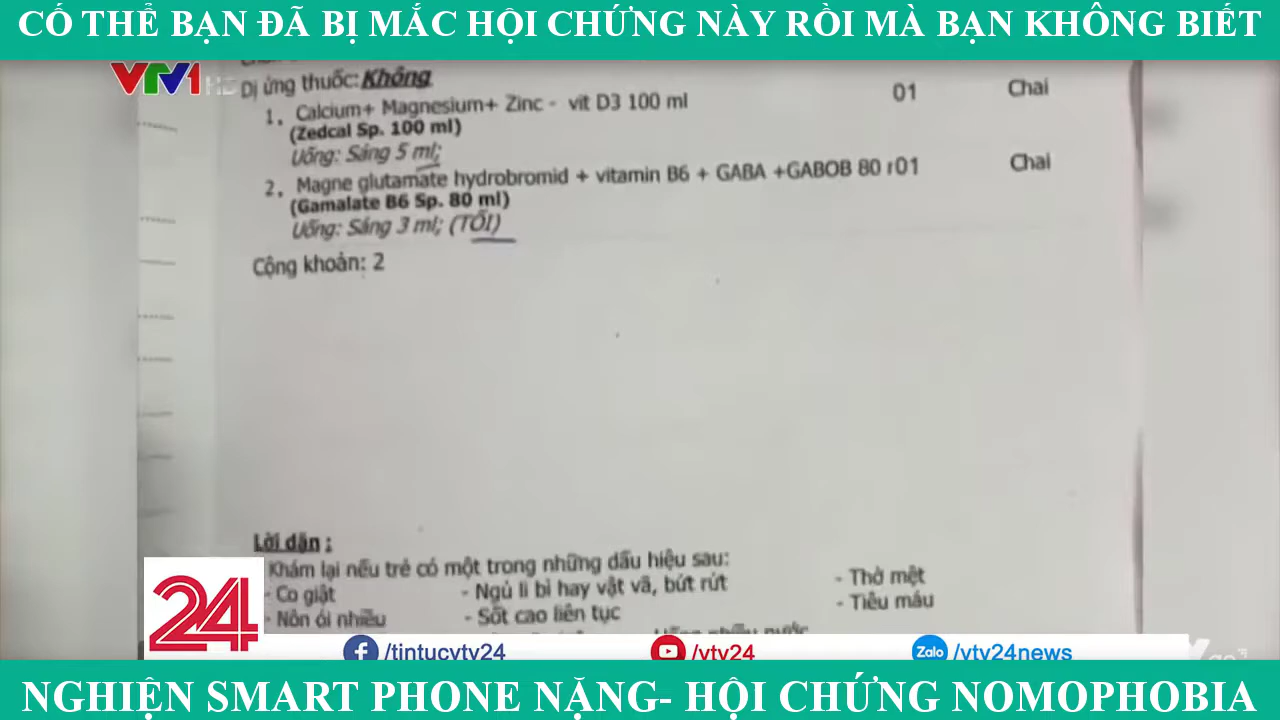 CỐ THỂ BẠN ĐÃ BỊ MẮC HỘI CHỨNG NÀY RỒI MÀ BẠN KHÔNG BIẾT
VTV1 HD
Dị ứng thuốc: Không
1. Calcium+ Magnesium+ Zinc - vit D3 100 ml 01 Chai
(Zedcal Sp. 100 ml)
Uống: Sáng 5 ml;
2. Magne glutamate hydrobromid + vitamin B6 + GABA +GABOB 80 r01 Chai
(Gamalate B6 Sp. 80 ml)
Uống: Sáng 3 ml; (TỐI)
Cộng khoản: 2
Lời dặn :
Khám lại nếu trẻ có một trong những dấu hiệu sau:
- Co giật - Ngủ li bì hay vật vã, bứt rứt - Thở mệt
- Nôn ói nhiều - Sốt cao liên tục - Tiêu máu
24
/tintucvtv24 /vtv24 Zalo /vtv24news
NGHIỆN SMART PHONE NẶNG- HỘI CHỨNG NOMOPHOBIA